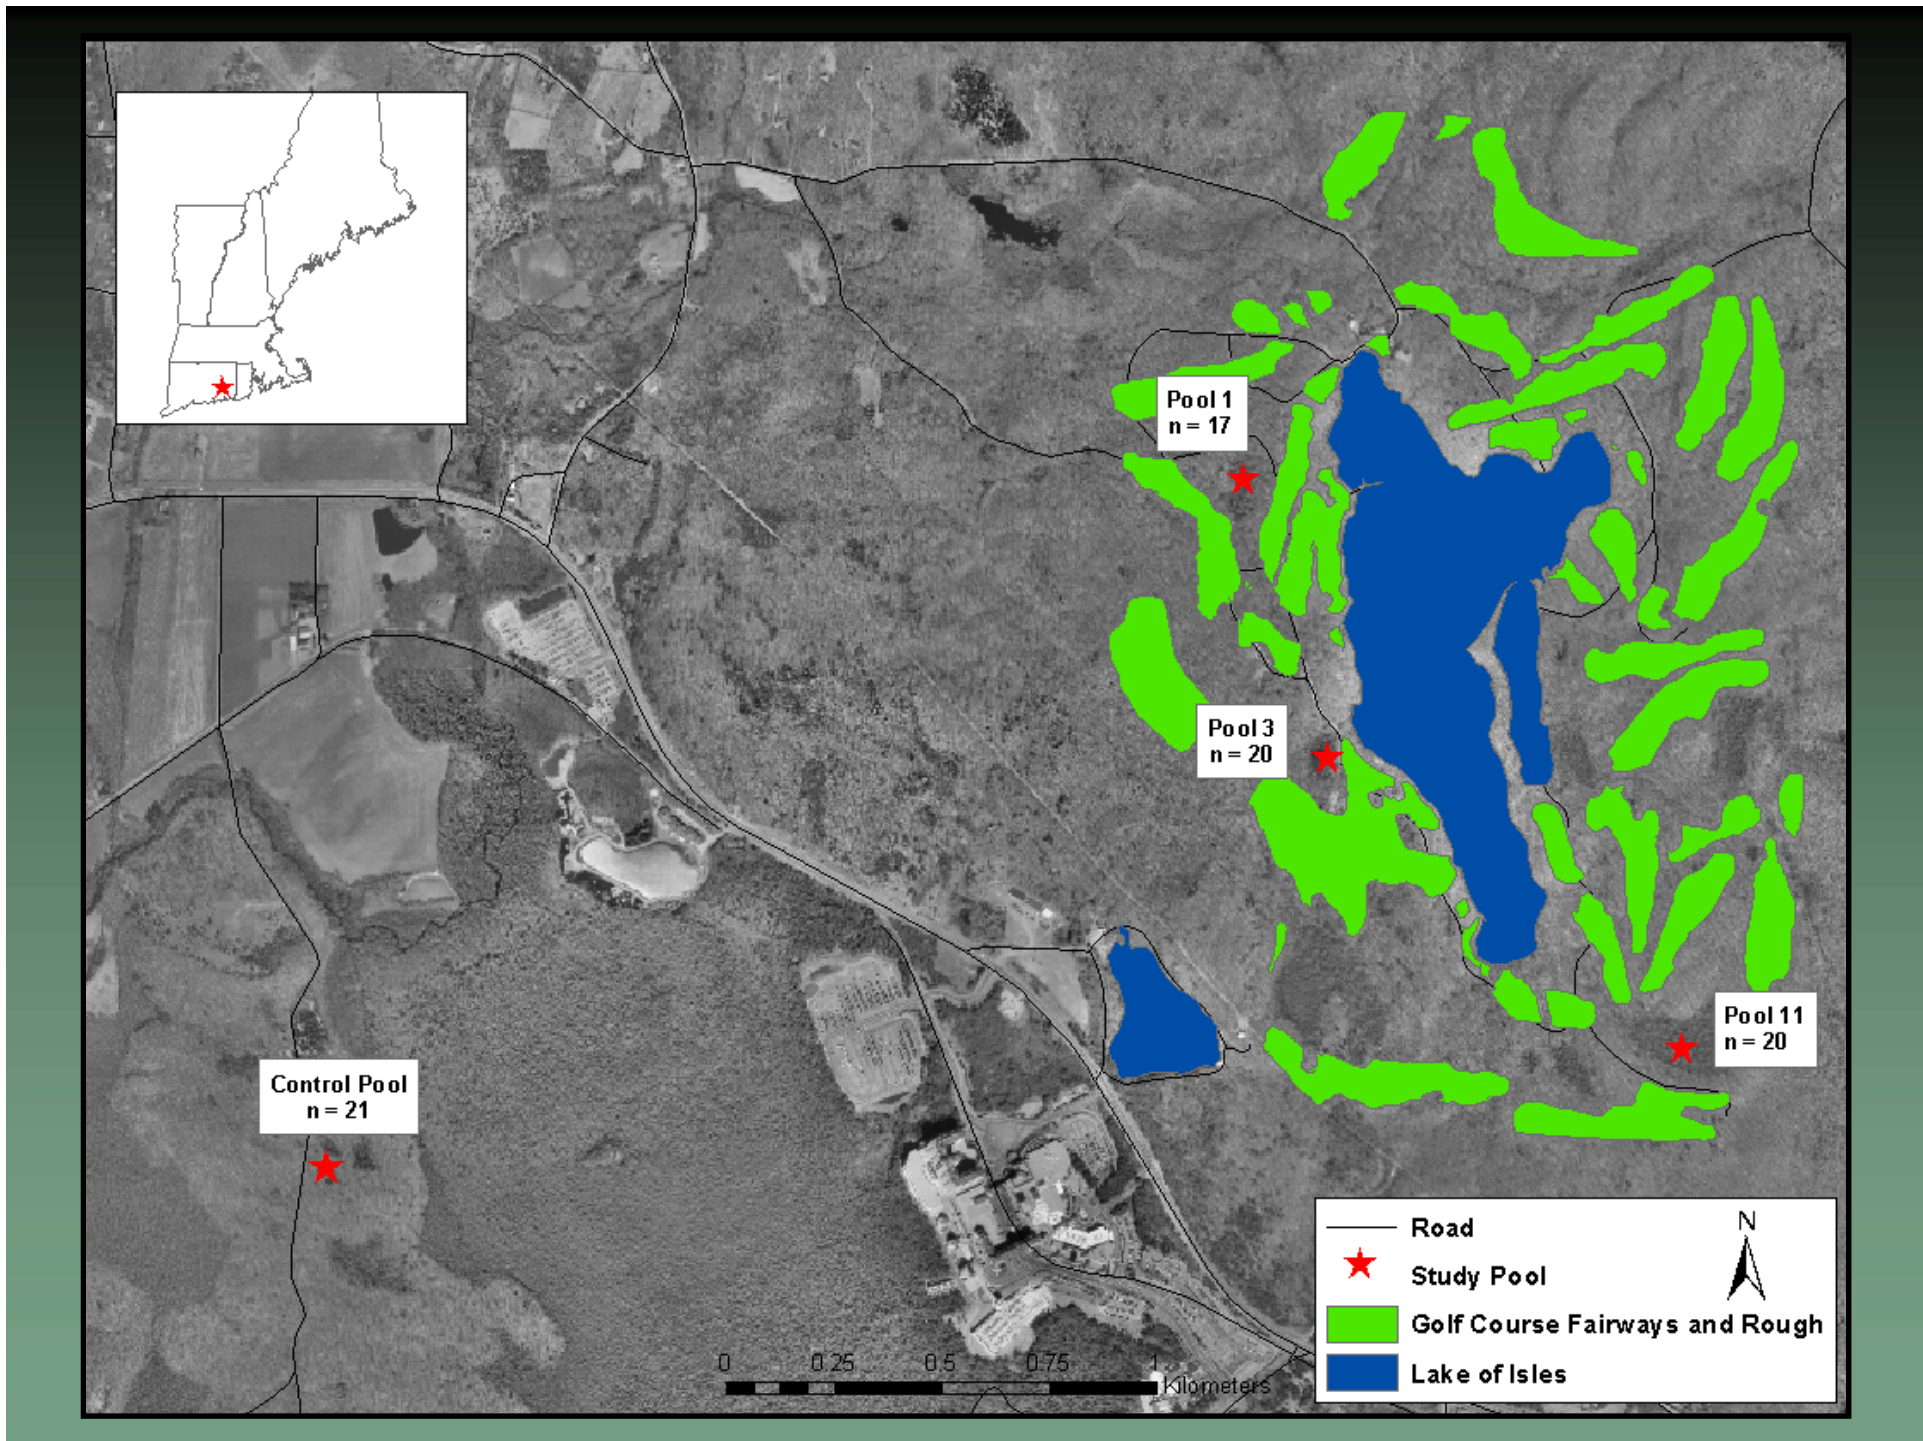 Pool 1
n = 17
Pool 3
n = 20
Pool 11
n = 20
Control Pool
n = 21
N
Road
Study Pool
Golf Course Fairways and Rough
Lake of Isles
0 0.25 0.5 0.75 1
Kilometers